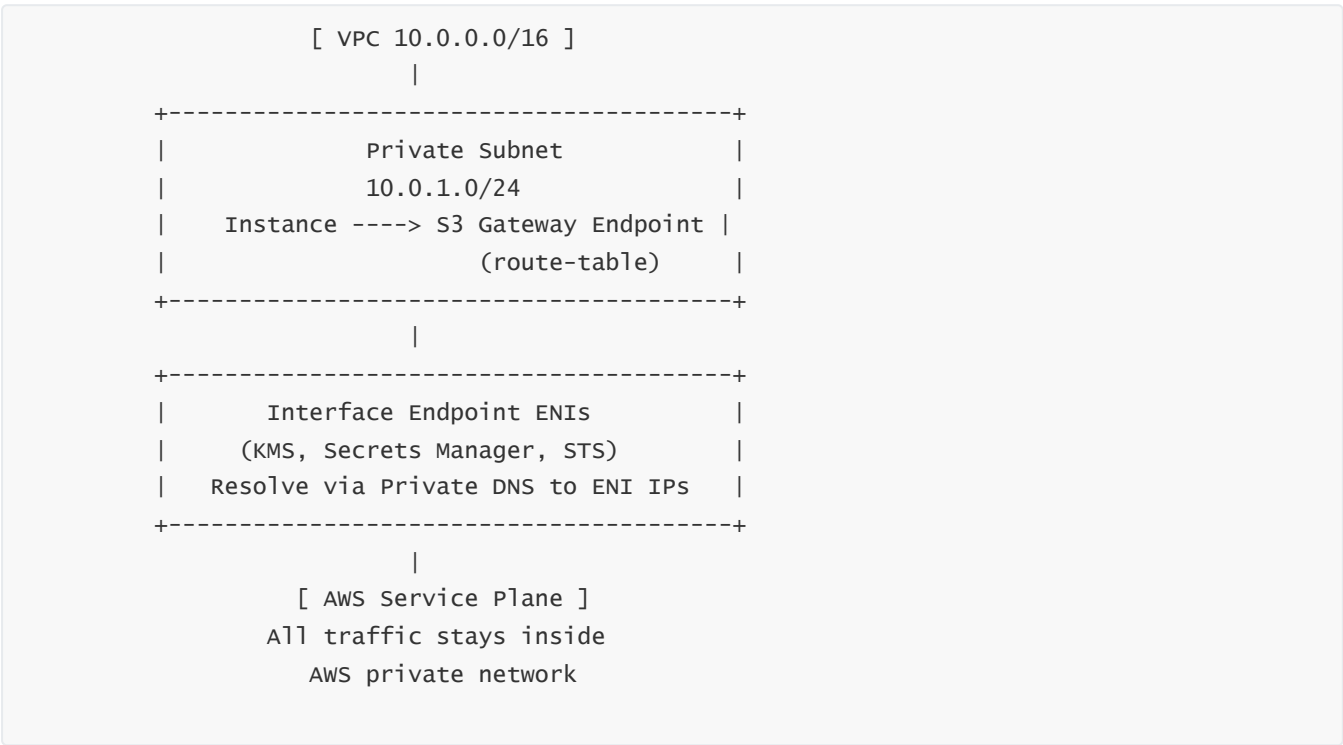 [ VPC 10.0.0.0/16 ]
|
+----------------------------------------+
|              Private Subnet            |
|              10.0.1.0/24               |
|    Instance ----> S3 Gateway Endpoint |
|                      (route-table)     |
+----------------------------------------+
|
+----------------------------------------+
|       Interface Endpoint ENIs          |
|     (KMS, Secrets Manager, STS)        |
|   Resolve via Private DNS to ENI IPs   |
+----------------------------------------+
|
[ AWS Service Plane ]
All traffic stays inside
AWS private network